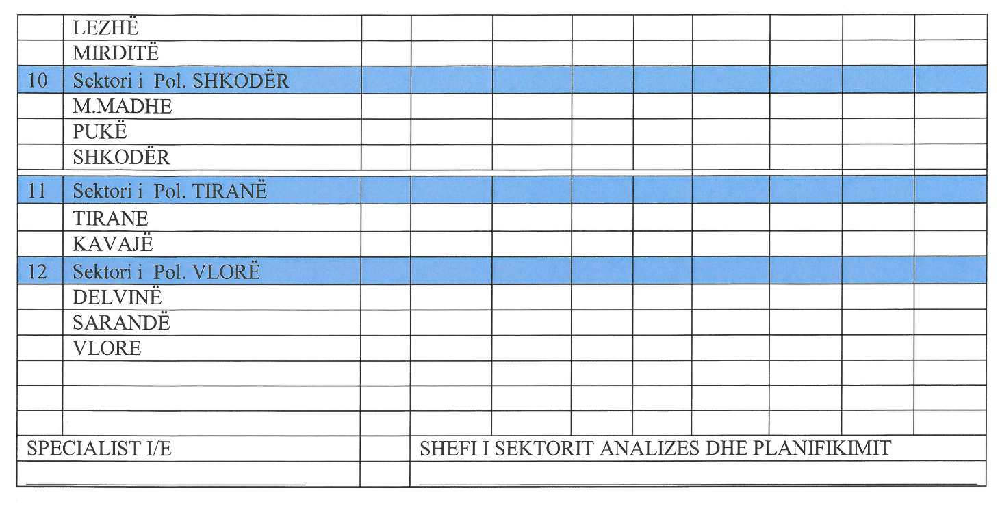 LEZHË
MIRDITË
10 Sektori i Pol. SHKODËR
M.MADHE
PUKË
SHKODËR
11 Sektori i Pol. TIRANË
TIRANE
KAVAJË
12 Sektori i Pol. VLORË
DELVINË
SARANDË
VLORE
SPECIALIST I/E SHEFI I SEKTORIT ANALIZES DHE PLANIFIKIMIT